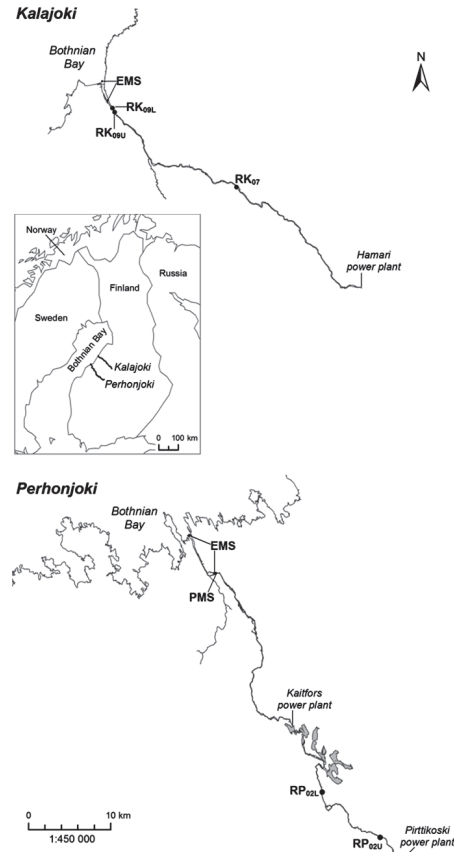 Kalajoki
Bothnian
Bay
N
EMS
RK09L
RK09U
RK07
Hamari
power plant
Norway
Finland
Russia
Sweden
Bothnian Bay
Kalajoki
Perhonjoki
0 100 km
Perhonjoki
Bothnian
Bay
EMS
PMS
Kaitfors
power plant
RP02L
0 10 km
1:450 000
RP02U
Pirttikoski
power plant